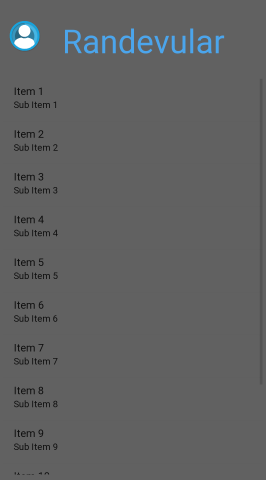 Randevular
Item 1
Sub Item 1
Item 2
Sub Item 2
Item 3
Sub Item 3
Item 4
Sub Item 4
Item 5
Sub Item 5
Item 6
Sub Item 6
Item 7
Sub Item 7
Item 8
Sub Item 8
Item 9
Sub Item 9